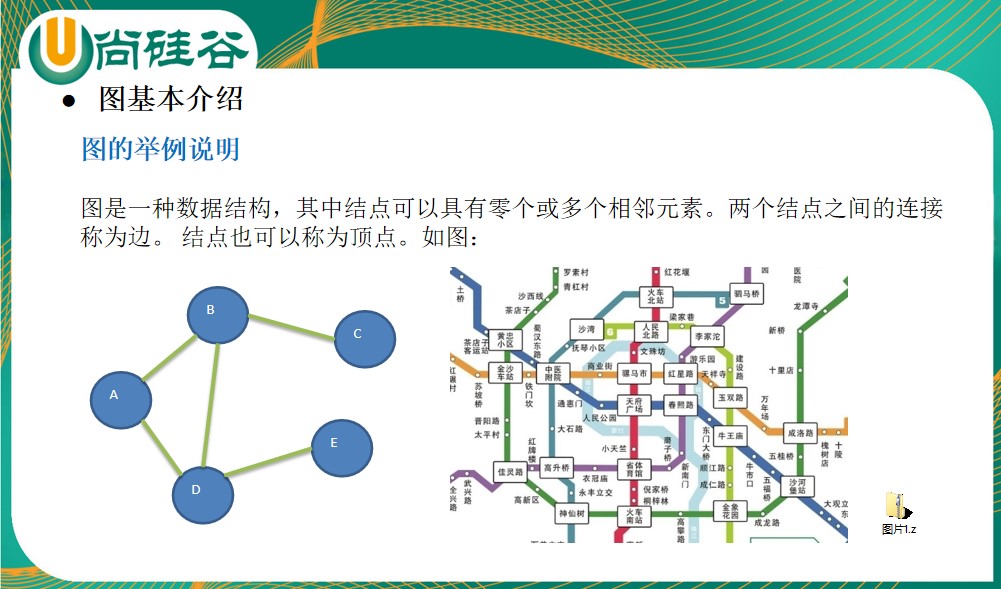 尚硅谷
● 图基本介绍
图的举例说明
图是一种数据结构，其中结点可以具有零个或多个相邻元素。两个结点之间的连接
称为边。 结点也可以称为顶点。如图：
B
C
A
E
D
罗素村
青杠村
沙西线
茶店子
土桥
蜀汉东路
黄忠小区
茶店子客运站
金沙车站
中医附院
沙湾
抚琴小区
火车北站
红花堰
驷马桥
5
6
人民北路
梁家巷
李家沱
文殊坊
游乐园
商业街
骡马市
红星路
天祥寺
建设路
玉双路
万年场
医院
园
龙潭寺
新桥
十里店
成洛路
槐树店
十陵
苏坡桥
铁门坎
通惠门
人民公园
天府广场
春熙路
晋阳路
太平村
大石路
红牌楼
小天竺
磨子桥
东门大桥
牛王庙
五桂桥
牛市口
五福桥
佳灵路
高升桥
衣冠庙
省体育馆
新南门
顺江路
成仁路
沙河堡站
武兴路
全兴路
高新区
永丰立交
倪家桥
桐梓林
神仙树
火车南站
高攀路
金象花园
成龙路
大观立
东
图片1.z